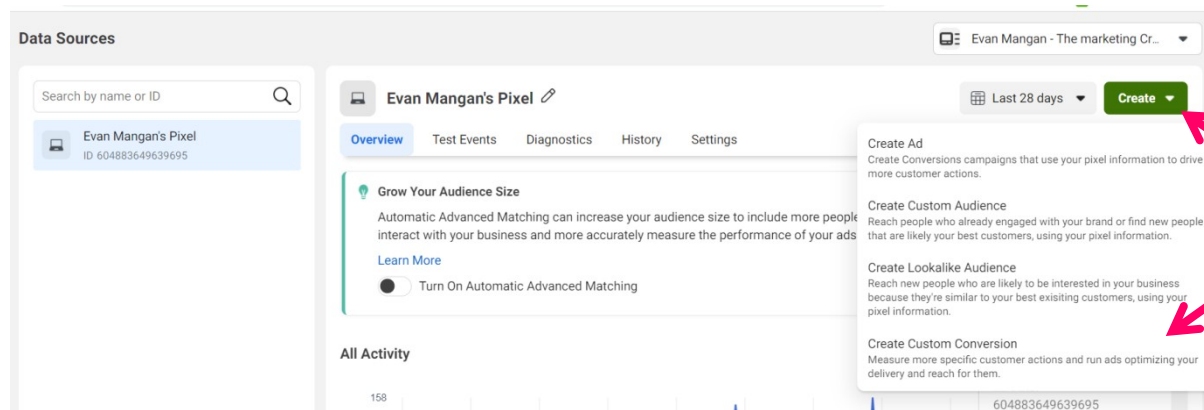 Data Sources
Evan Mangan - The marketing Cr...
Search by name or ID
Evan Mangan's Pixel
ID 604883649639695
Evan Mangan's Pixel
Last 28 days
Create
Overview
Test Events
Diagnostics
History
Settings
Grow Your Audience Size
Automatic Advanced Matching can increase your audience size to include more people
interact with your business and more accurately measure the performance of your ads
Learn More
Turn On Automatic Advanced Matching
All Activity
158
Create Ad
Create Conversions campaigns that use your pixel information to drive
more customer actions.
Create Custom Audience
Reach people who already engaged with your brand or find new people
that are likely your best customers, using your pixel information.
Create Lookalike Audience
Reach new people who are likely to be interested in your business
because they're similar to your best exisiting customers, using your
pixel information.
Create Custom Conversion
Measure more specific customer actions and run ads optimizing your
delivery and reach for them.
604883649639695